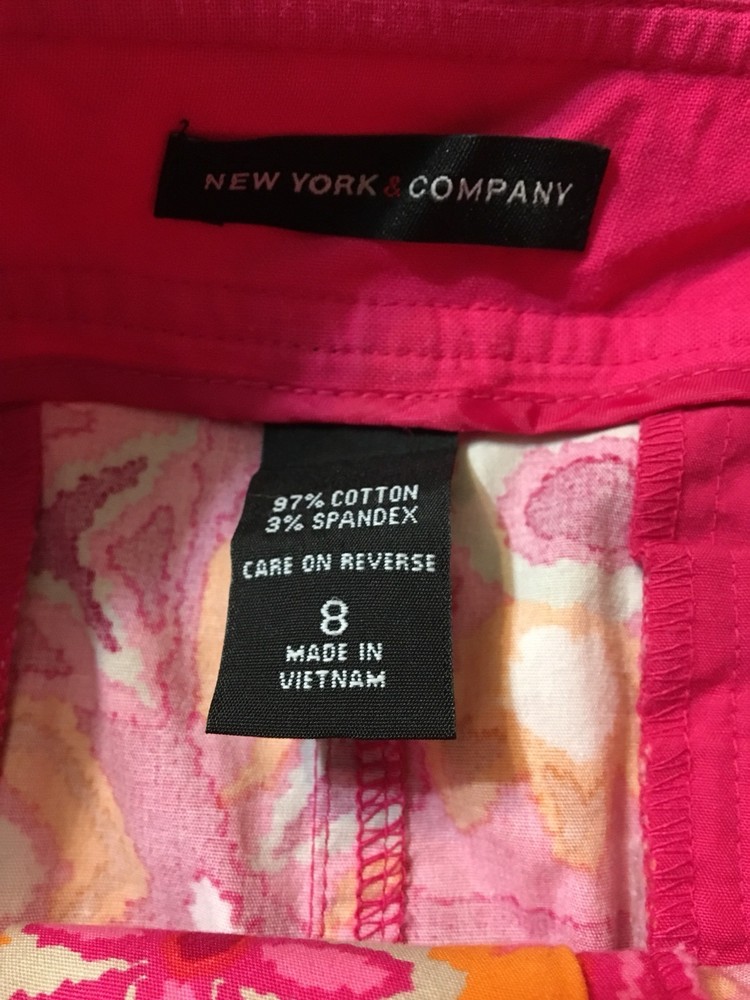 NEW YORK & COMPANY
97% COTTON
3% SPANDEX
CARE ON REVERSE
8
MADE IN
VIETNAM